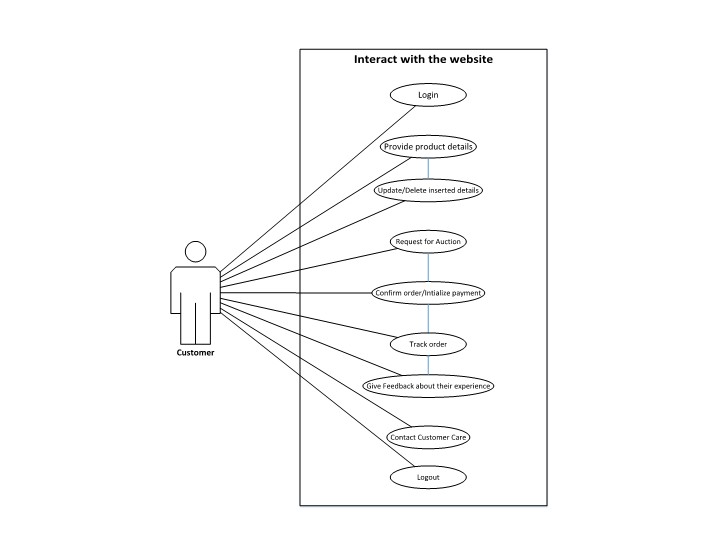 Interact with the website
Login
Provide product details
Update/Delete inserted details
Request for Auction
Confirm order/Intialize payment
Track order
Customer
Give Feedback about their experience
Contact Customer Care
Logout